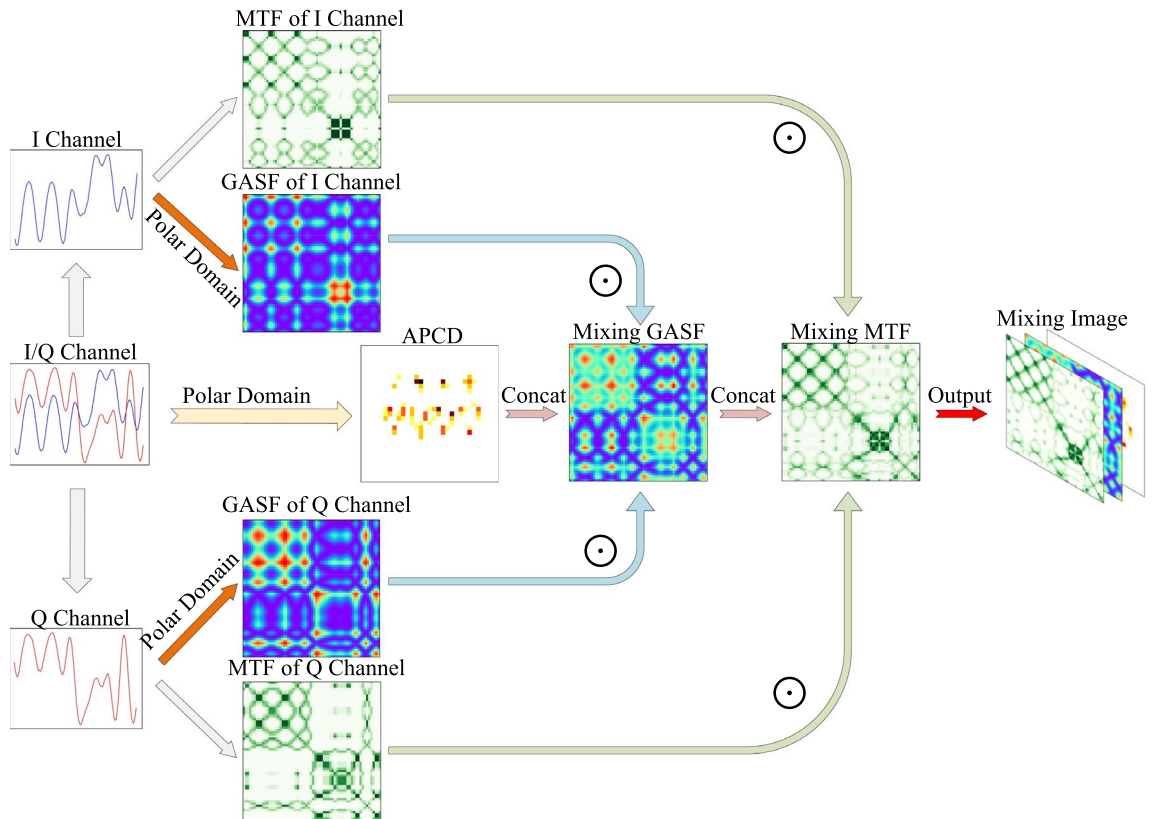 MTF of I Channel
I Channel
GASF of I Channel
Polar Domain
I/Q Channel
Polar Domain
APCD
Concat
Mixing GASF
Concat
Mixing MTF
Output
Mixing Image
GASF of Q Channel
Polar Domain
Q Channel
MTF of Q Channel